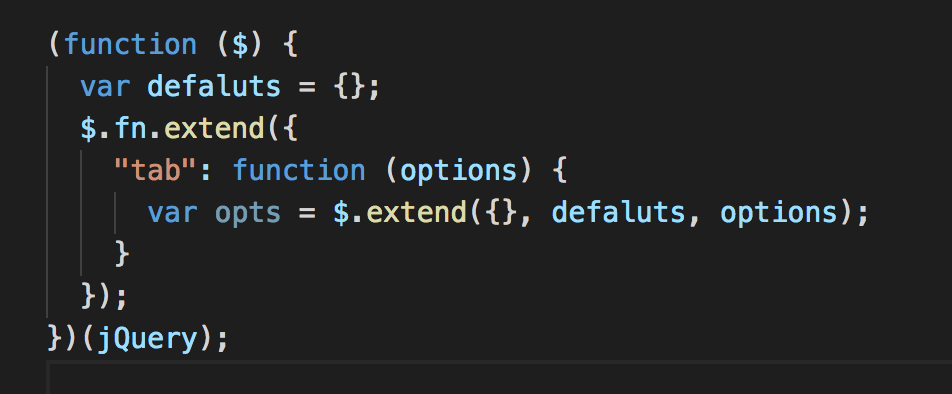 (function ($) {
  var defaluts = {};
  $.fn.extend({
    "tab": function (options) {
      var opts = $.extend({}, defaluts, options);
    }
  });
})(jQuery);